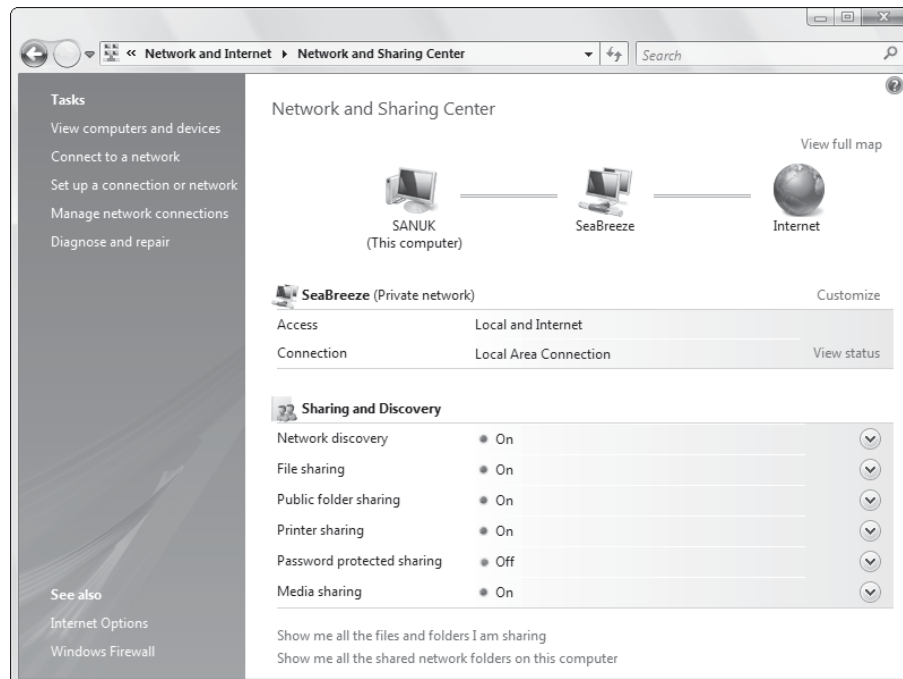 « Network and Internet Network and Sharing Center Search
Tasks
View computers and devices
Connect to a network
Set up a connection or network
Manage network connections
Diagnose and repair
See also
Internet Options
Windows Firewall
Network and Sharing Center
View full map
SANUK
(This computer)
SeaBreeze
Internet
SeaBreeze (Private network) Customize
Access Local and Internet
Connection Local Area Connection View status
Sharing and Discovery
Network discovery On
File sharing On
Public folder sharing On
Printer sharing On
Password protected sharing Off
Media sharing On
Show me all the files and folders I am sharing
Show me all the shared network folders on this computer